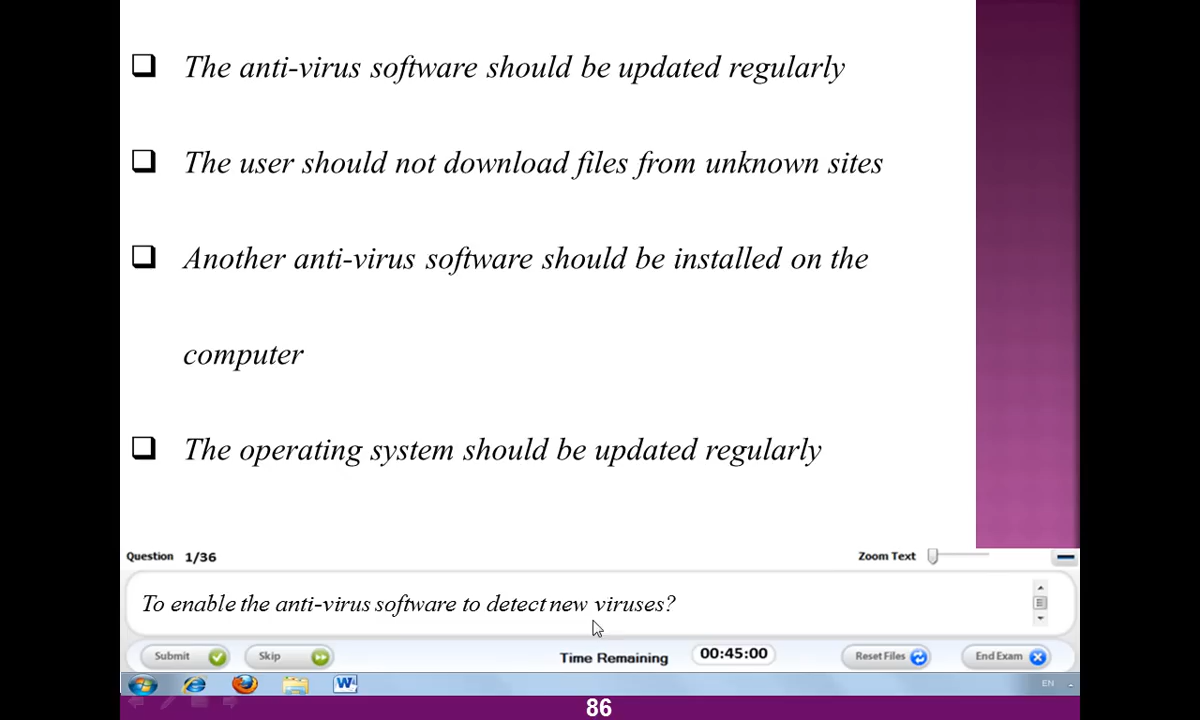 The anti-virus software should be updated regularly
The user should not download files from unknown sites
Another anti-virus software should be installed on the
computer
The operating system should be updated regularly
Question 1/36
Zoom Text
To enable the anti-virus software to detect new viruses?
Submit
Skip
Time Remaining
00:45:00
Reset Files
End Exam
EN
86